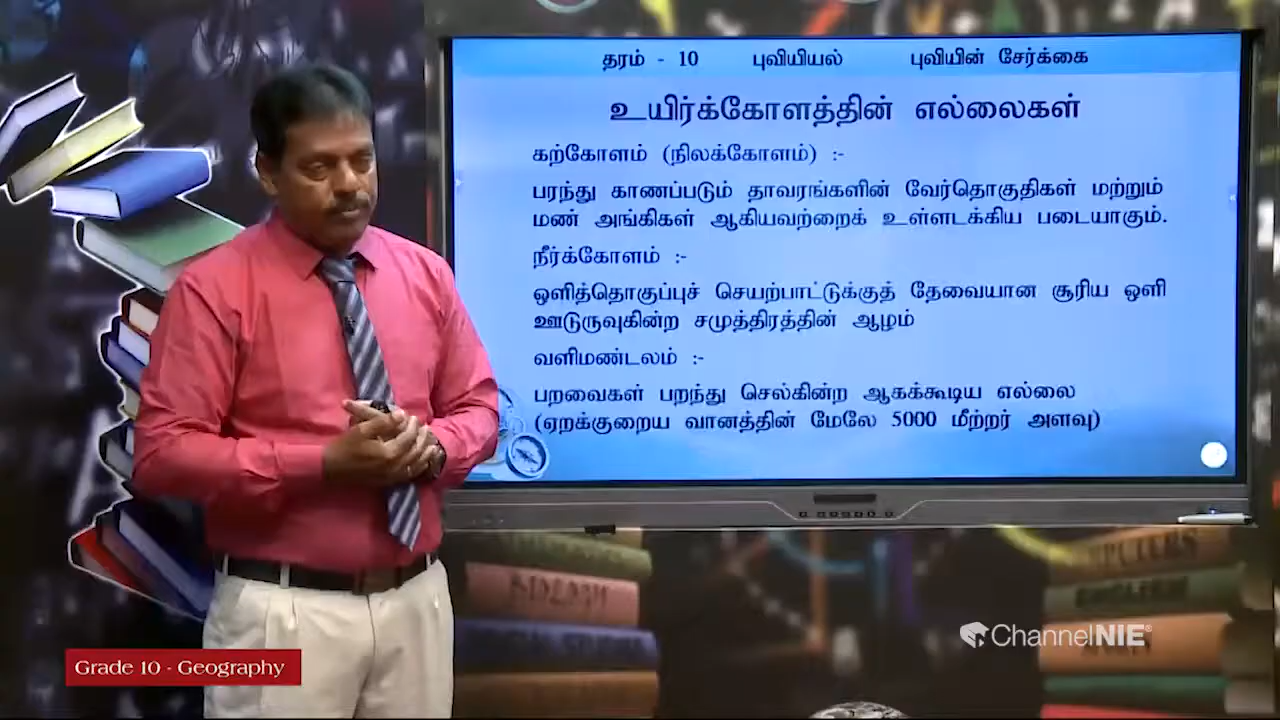 தரம் - 10 புவியியல் புவியின் சேர்க்கை
உயிர்க்கோளத்தின் எல்லைகள்
கற்கோளம் (நிலக்கோளம்) :-
பரந்து காணப்படும் தாவரங்களின் வேர்தொகுதிகள் மற்றும்
மண் அங்கிகள் ஆகியவற்றைக் உள்ளடக்கிய படையாகும்.
நீர்க்கோளம் :-
ஒளித்தொகுப்புச் செயற்பாட்டுக்குத் தேவையான சூரிய ஒளி
ஊடுருவுகின்ற சமுத்திரத்தின் ஆழம்
வளிமண்டலம் :-
பறவைகள் பறந்து செல்கின்ற ஆகக்கூடிய எல்லை
(ஏறக்குறைய வானத்தின் மேலே 5000 மீற்றர் அளவு)
ChannelNIE®
Grade 10 - Geography